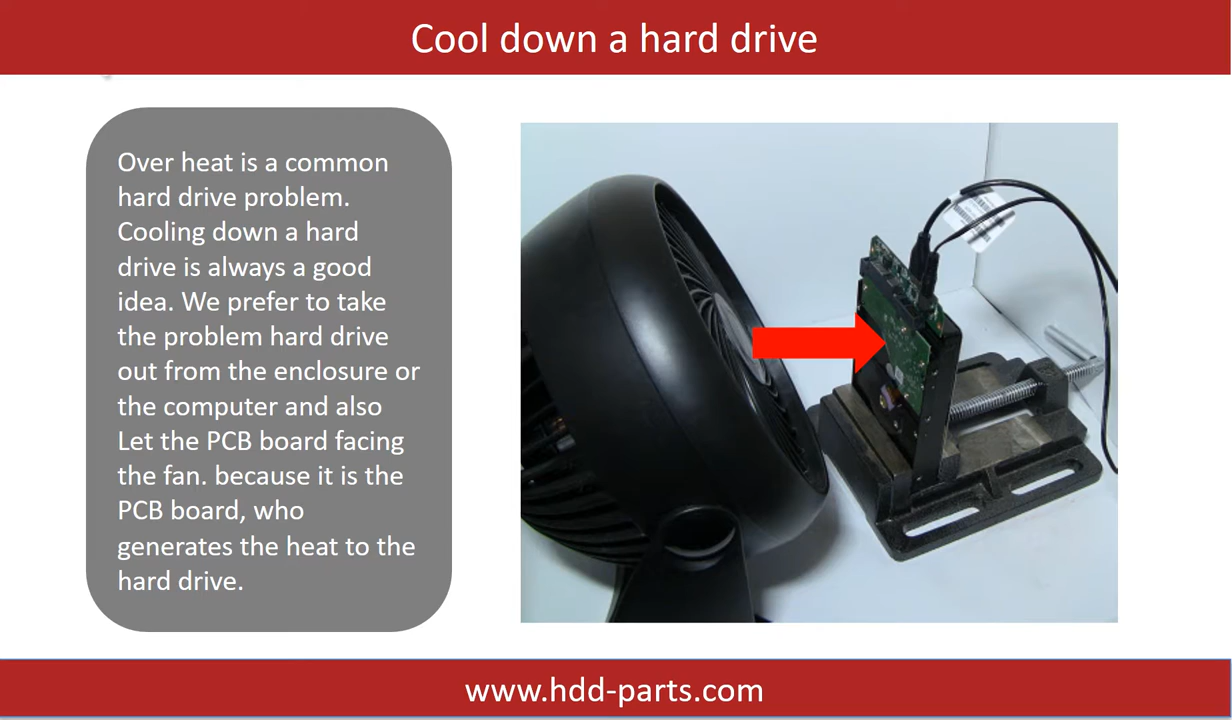 Cool down a hard drive
Over heat is a common
hard drive problem.
Cooling down a hard
drive is always a good
idea. We prefer to take
the problem hard drive
out from the enclosure or
the computer and also
Let the PCB board facing
the fan. because it is the
PCB board, who
generates the heat to the
hard drive.
www.hdd-parts.com